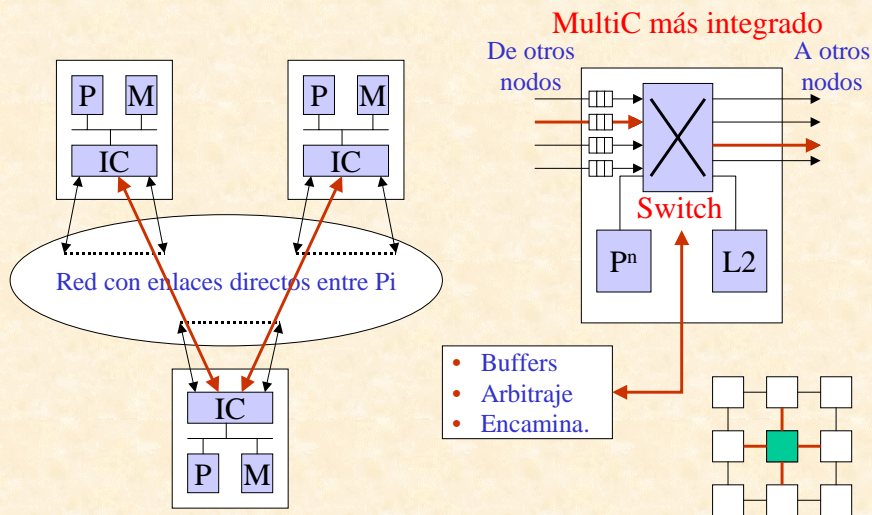 MultiC más integrado
De otros
nodos
A otros
nodos
P M
IC
P M
IC
Switch
Pⁿ
L2
Red con enlaces directos entre Pi
• Buffers
• Arbitraje
• Encamina.
IC
P M